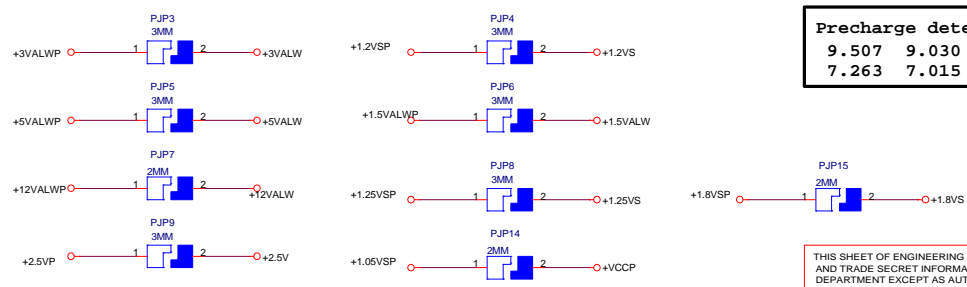 PJP3
3MM
+3VALWP 1 2 +3VALW
PJP5
3MM
+5VALWP 1 2 +5VALW
PJP7
2MM
+12VALWP 1 2 +12VALW
PJP9
3MM
+2.5VP 1 2 +2.5V
PJP4
3MM
+1.2VSP 1 2 +1.2VS
PJP6
3MM
+1.5VALWP 1 2 +1.5VALW
PJP8
3MM
+1.25VSP 1 2 +1.25VS
PJP14
2MM
+1.05VSP 1 2 +VCCP
PJP15
2MM
+1.8VSP 1 2 +1.8VS
Precharge dete
9.507 9.030
7.263 7.015
THIS SHEET OF ENGINEERING
AND TRADE SECRET INFORMA
DEPARTMENT EXCEPT AS AUT